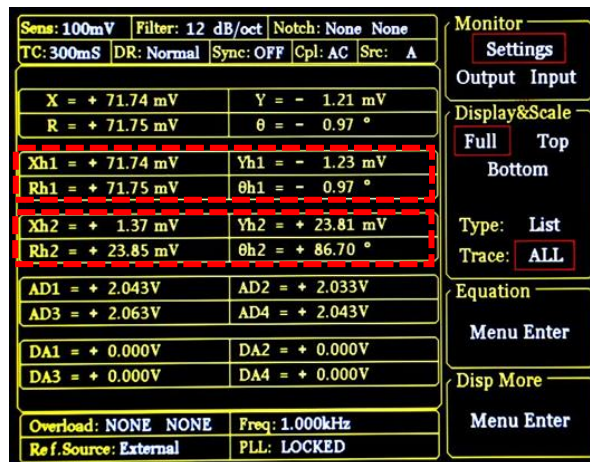 Sens: 100mV Filter: 12 dB/oct Notch: None None
TC: 300mS DR: Normal Sync: OFF Cpl: AC Src: A
X = + 71.74 mV Y = - 1.21 mV
R = + 71.75 mV θ = - 0.97 °
Xh1 = + 71.74 mV Yh1 = - 1.23 mV
Rh1 = + 71.75 mV θh1 = - 0.97 °
Xh2 = + 1.37 mV Yh2 = + 23.81 mV
Rh2 = + 23.85 mV θh2 = + 86.70 °
AD1 = + 2.043V AD2 = + 2.033V
AD3 = + 2.063V AD4 = + 2.043V
DA1 = + 0.000V DA2 = + 0.000V
DA3 = + 0.000V DA4 = + 0.000V
Overload: NONE NONE Freq: 1.000kHz
Ref.Source: External PLL: LOCKED
Monitor
Settings
Output Input
Display&Scale
Full Top
Bottom
Type: List
Trace: ALL
Equation
Menu Enter
Disp More
Menu Enter